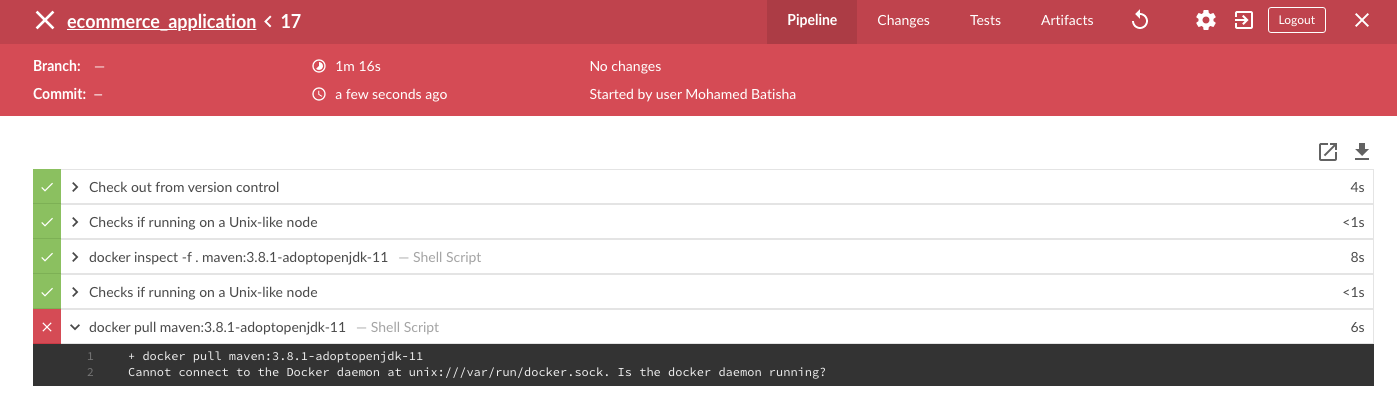 ecommerce_application < 17
Pipeline
Changes
Tests
Artifacts
Logout
Branch: —
1m 16s
No changes
Commit: —
a few seconds ago
Started by user Mohamed Batisha
Check out from version control
4s
Checks if running on a Unix-like node
<1s
docker inspect -f . maven:3.8.1-adoptopenjdk-11 — Shell Script
8s
Checks if running on a Unix-like node
<1s
docker pull maven:3.8.1-adoptopenjdk-11 — Shell Script
6s
1 + docker pull maven:3.8.1-adoptopenjdk-11
2 Cannot connect to the Docker daemon at unix:///var/run/docker.sock. Is the docker daemon running?